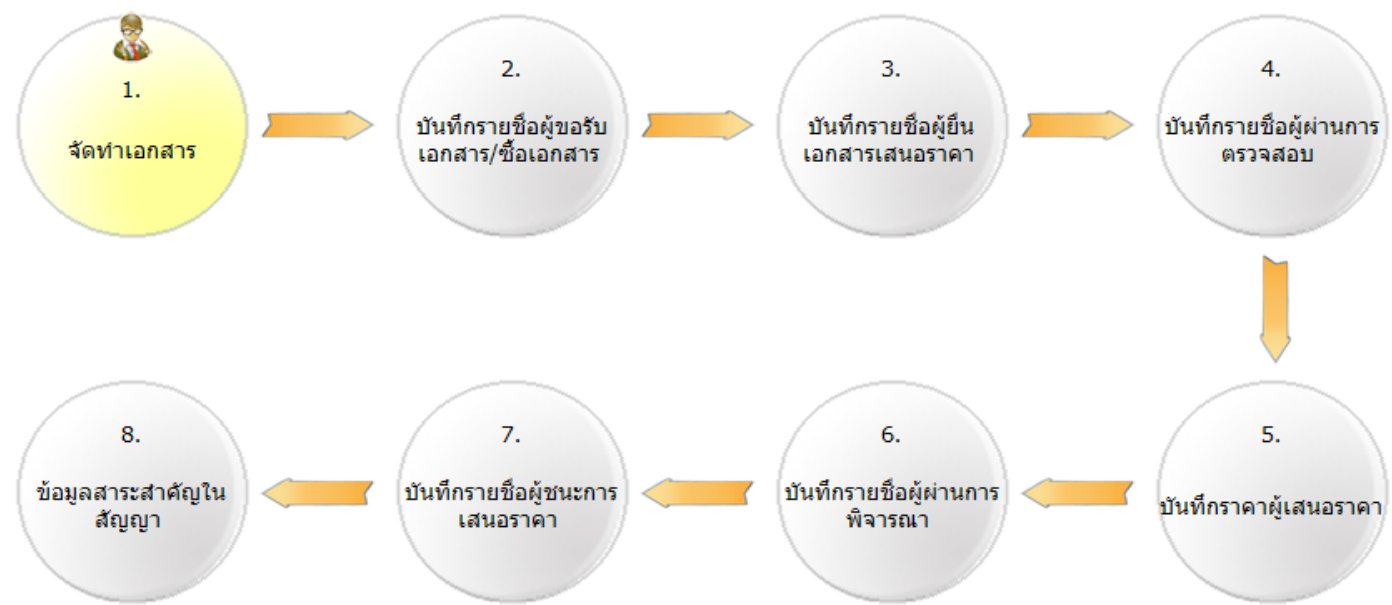 1.
จัดทำเอกสาร
2.
บันทึกรายชื่อผู้ขอรับ
เอกสาร/ซื้อเอกสาร
3.
บันทึกรายชื่อผู้ยื่น
เอกสารเสนอราคา
4.
บันทึกรายชื่อผู้ผ่านการ
ตรวจสอบ
5.
บันทึกราคาผู้เสนอราคา
6.
บันทึกรายชื่อผู้ผ่านการ
พิจารณา
7.
บันทึกรายชื่อผู้ชนะการ
เสนอราคา
8.
ข้อมูลสาระสำคัญใน
สัญญา